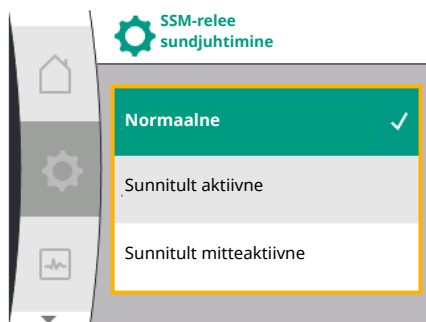 SSM-relee
sundjuhtimine
Normaalne
Sunnitult aktiivne
Sunnitult mitteaktiivne